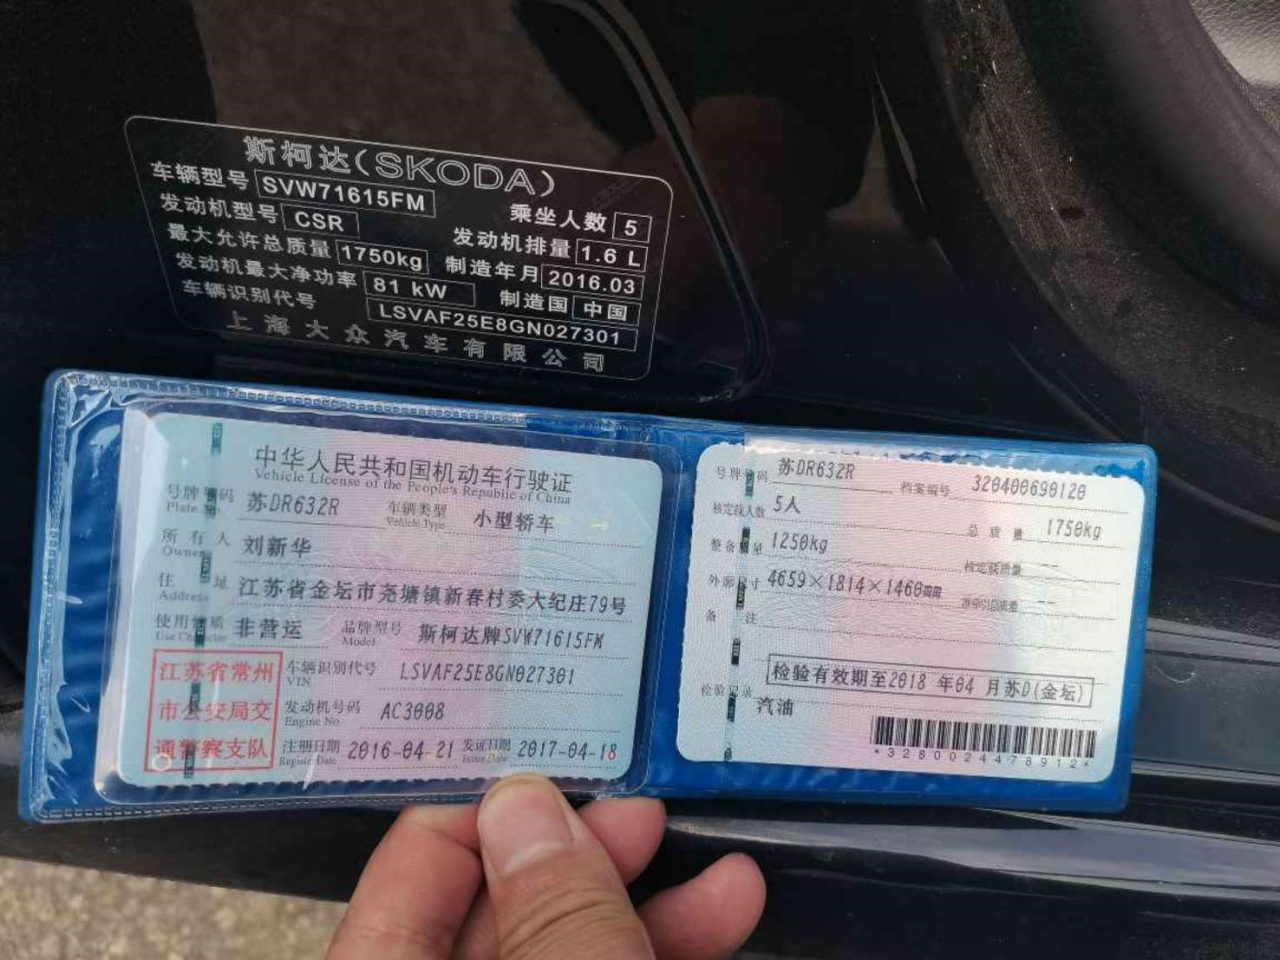 斯柯达(SKODA)
车辆型号 SVW71615FM 乘坐人数 5
发动机型号 CSR 发动机排量 1.6 L
最大允许总质量 1750kg 制造年月 2016.03
发动机最大净功率 81 kW 制造国 中国
车辆识别代号 LSVAF25E8GN027301
上海大众汽车有限公司
中华人民共和国机动车行驶证
Vehicle License of the People's Republic of China
号牌号码 苏DR632R 车辆类型 小型轿车
Plate No. Vehicle Type
所有人 刘新华
Owner
住址 江苏省金坛市尧塘镇新春村委大纪庄79号
Address
使用性质 非营运 品牌型号 斯柯达牌SVW71615FM
Use Character Model
江苏省常州
市公安局交
通警察支队
车辆识别代号 LSVAF25E8GN027301
VIN
发动机号码 AC3008
Engine No.
注册日期 2016-04-21 发证日期 2017-04-18
Register Date Issue Date
号牌号码 苏DR632R 档案编号 320400690120
核定载人数 5人 总质量 1750kg
整备质量 1250kg 核定载质量 --
外廓尺寸 4659×1814×1460mm 准牵引总质量 --
备注
检验有效期至2018 年04 月苏D(金坛)
检验记录
汽油
*3280024478912*